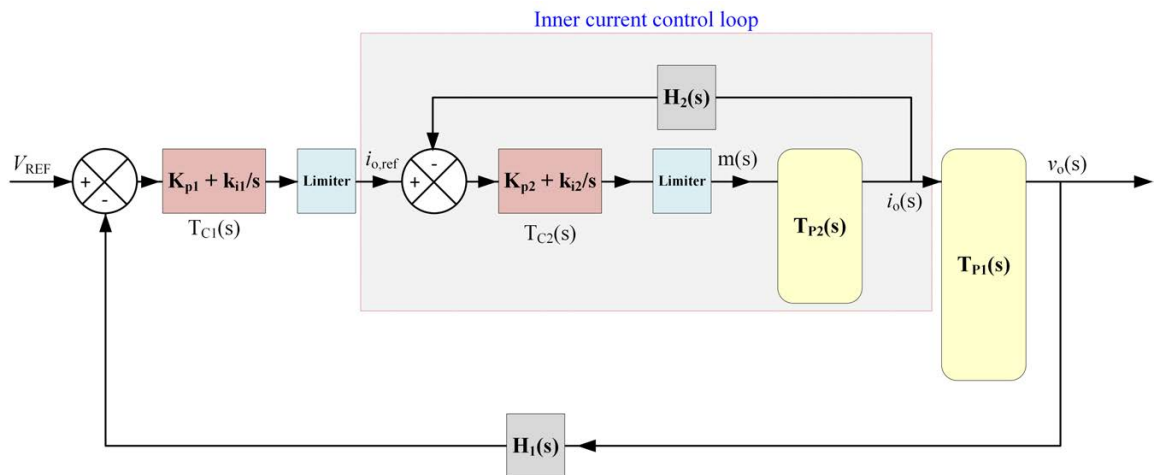 Inner current control loop
H₂(s)
V_REF
+
-
K_p1 + k_i1/s
T_C1(s)
Limiter
i_o,ref
+
-
K_p2 + k_i2/s
T_C2(s)
Limiter
m(s)
T_P2(s)
i_o(s)
T_P1(s)
v_o(s)
H₁(s)